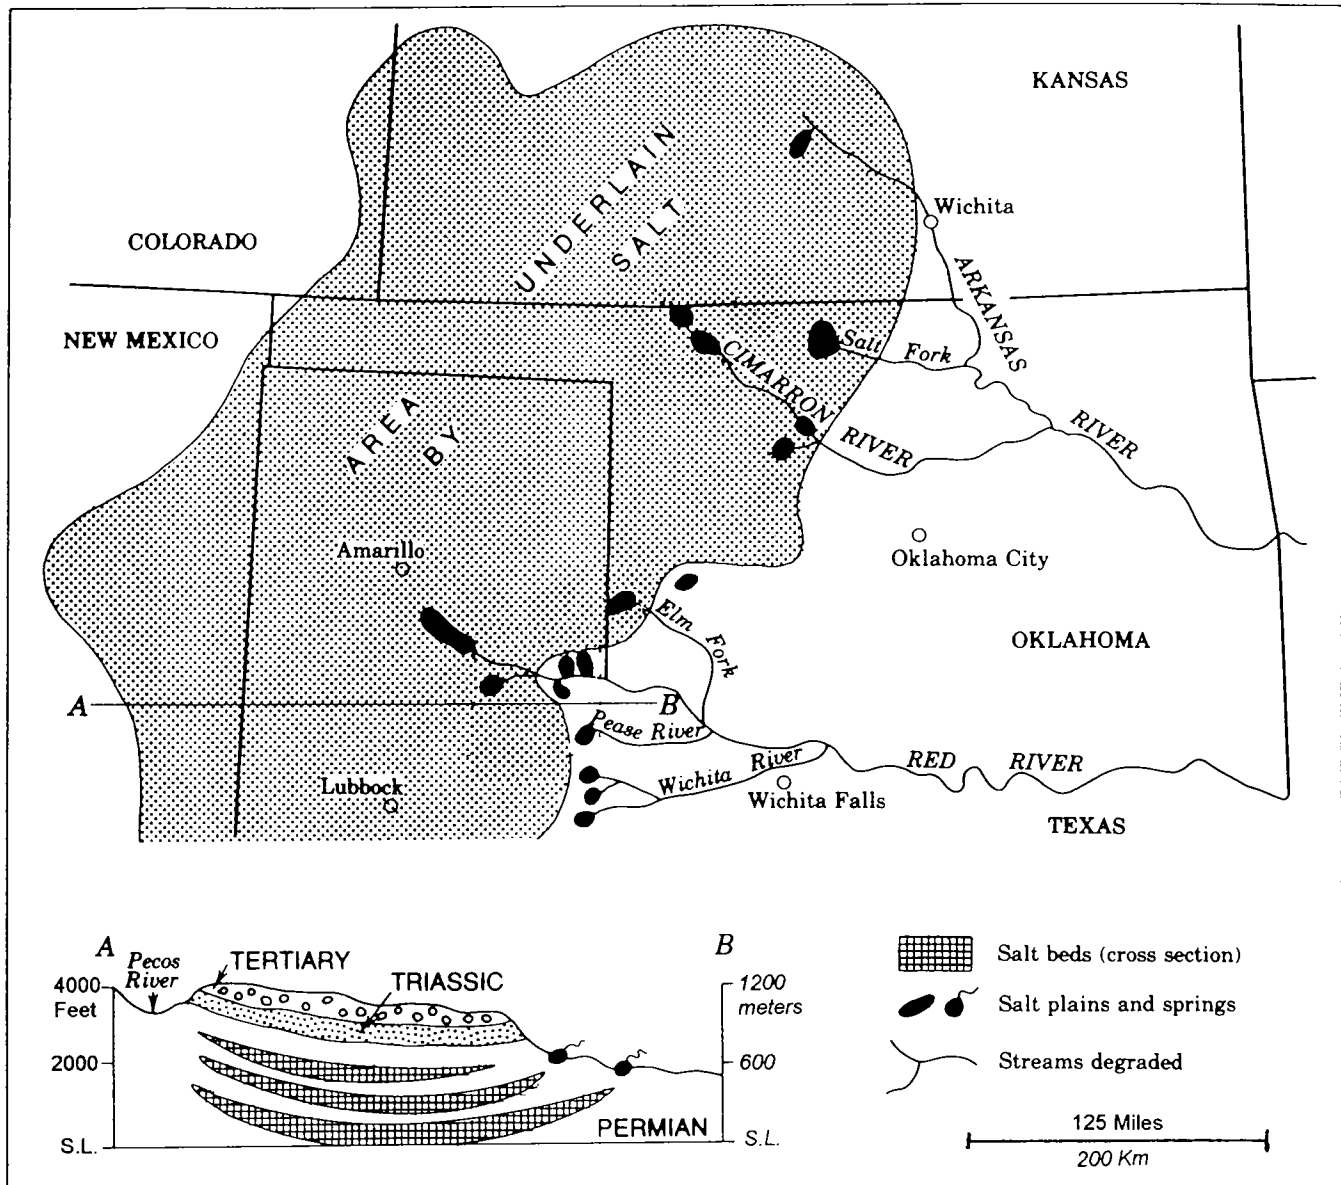 KANSAS
UNDERLAIN
SALT
Wichita
COLORADO
ARKANSAS
NEW MEXICO
Salt Fork
CIMARRON
RIVER
RIVER
AREA
BY
Amarillo
Oklahoma City
Elm
Fork
OKLAHOMA
A
B
Pease River
Wichita River
RED RIVER
Lubbock
Wichita Falls
TEXAS
A
B
Pecos
River
TERTIARY
TRIASSIC
4000
Feet
1200
meters
2000
600
PERMIAN
S.L.
S.L.
Salt beds (cross section)
Salt plains and springs
Streams degraded
125 Miles
200 Km